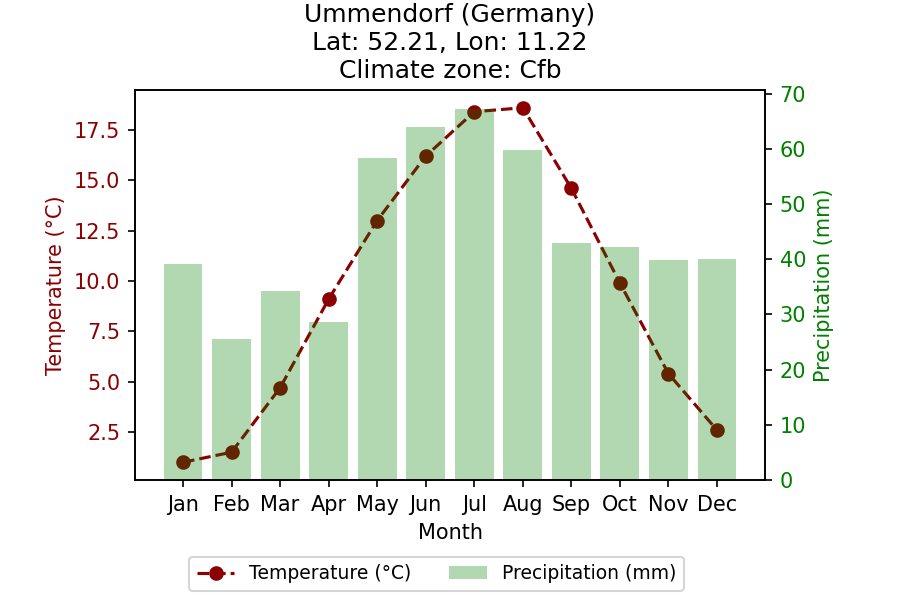 Ummendorf (Germany)
Lat: 52.21, Lon: 11.22
Climate zone: Cfb
Temperature (°C)
17.5
15.0
12.5
10.0
7.5
5.0
2.5
70
60
50
40
30
20
10
0
Precipitation (mm)
Jan Feb Mar Apr May Jun Jul Aug Sep Oct Nov Dec
Month
Temperature (°C) Precipitation (mm)